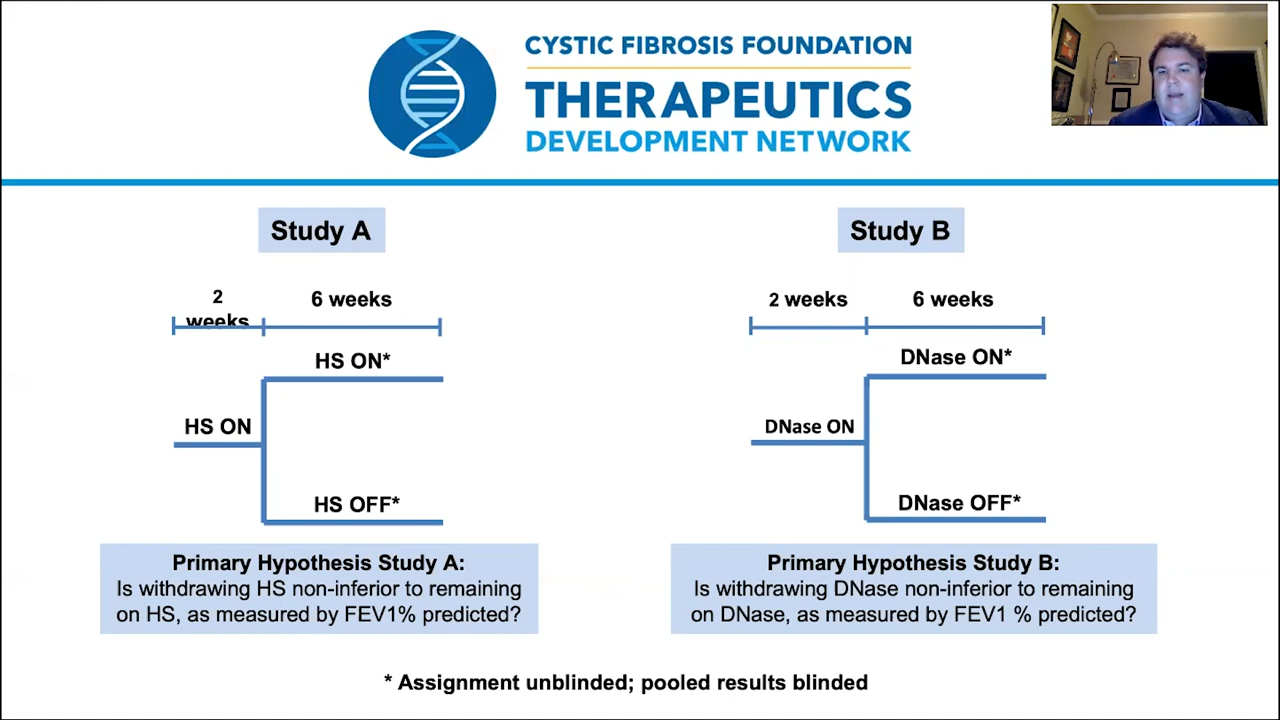 CYSTIC FIBROSIS FOUNDATION
THERAPEUTICS
DEVELOPMENT NETWORK
Study A
2
weeks
6 weeks
HS ON*
HS ON
HS OFF*
Primary Hypothesis Study A:
Is withdrawing HS non-inferior to remaining
on HS, as measured by FEV1% predicted?
Study B
2 weeks
6 weeks
DNase ON*
DNase ON
DNase OFF*
Primary Hypothesis Study B:
Is withdrawing DNase non-inferior to remaining
on DNase, as measured by FEV1 % predicted?
* Assignment unblinded; pooled results blinded